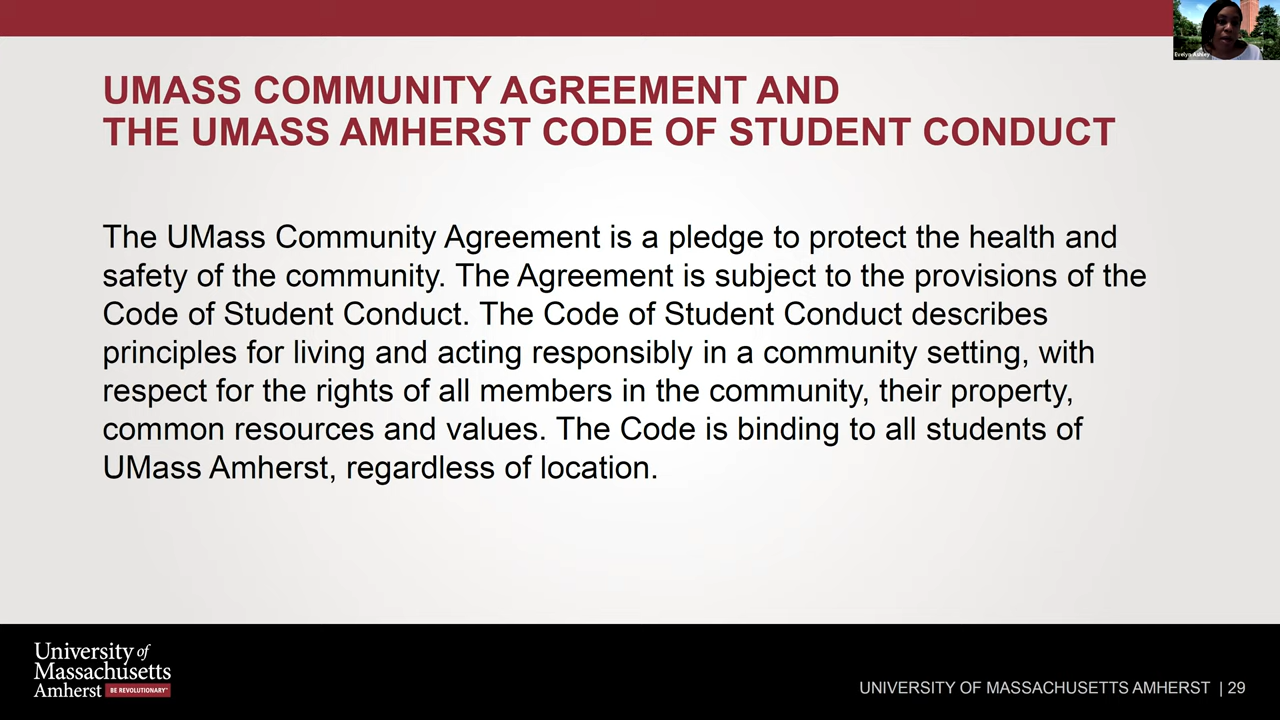 Evelyn Ashley
UMASS COMMUNITY AGREEMENT AND
THE UMASS AMHERST CODE OF STUDENT CONDUCT
The UMass Community Agreement is a pledge to protect the health and
safety of the community. The Agreement is subject to the provisions of the
Code of Student Conduct. The Code of Student Conduct describes
principles for living and acting responsibly in a community setting, with
respect for the rights of all members in the community, their property,
common resources and values. The Code is binding to all students of
UMass Amherst, regardless of location.
University of
Massachusetts
Amherst BE REVOLUTIONARY™
UNIVERSITY OF MASSACHUSETTS AMHERST | 29